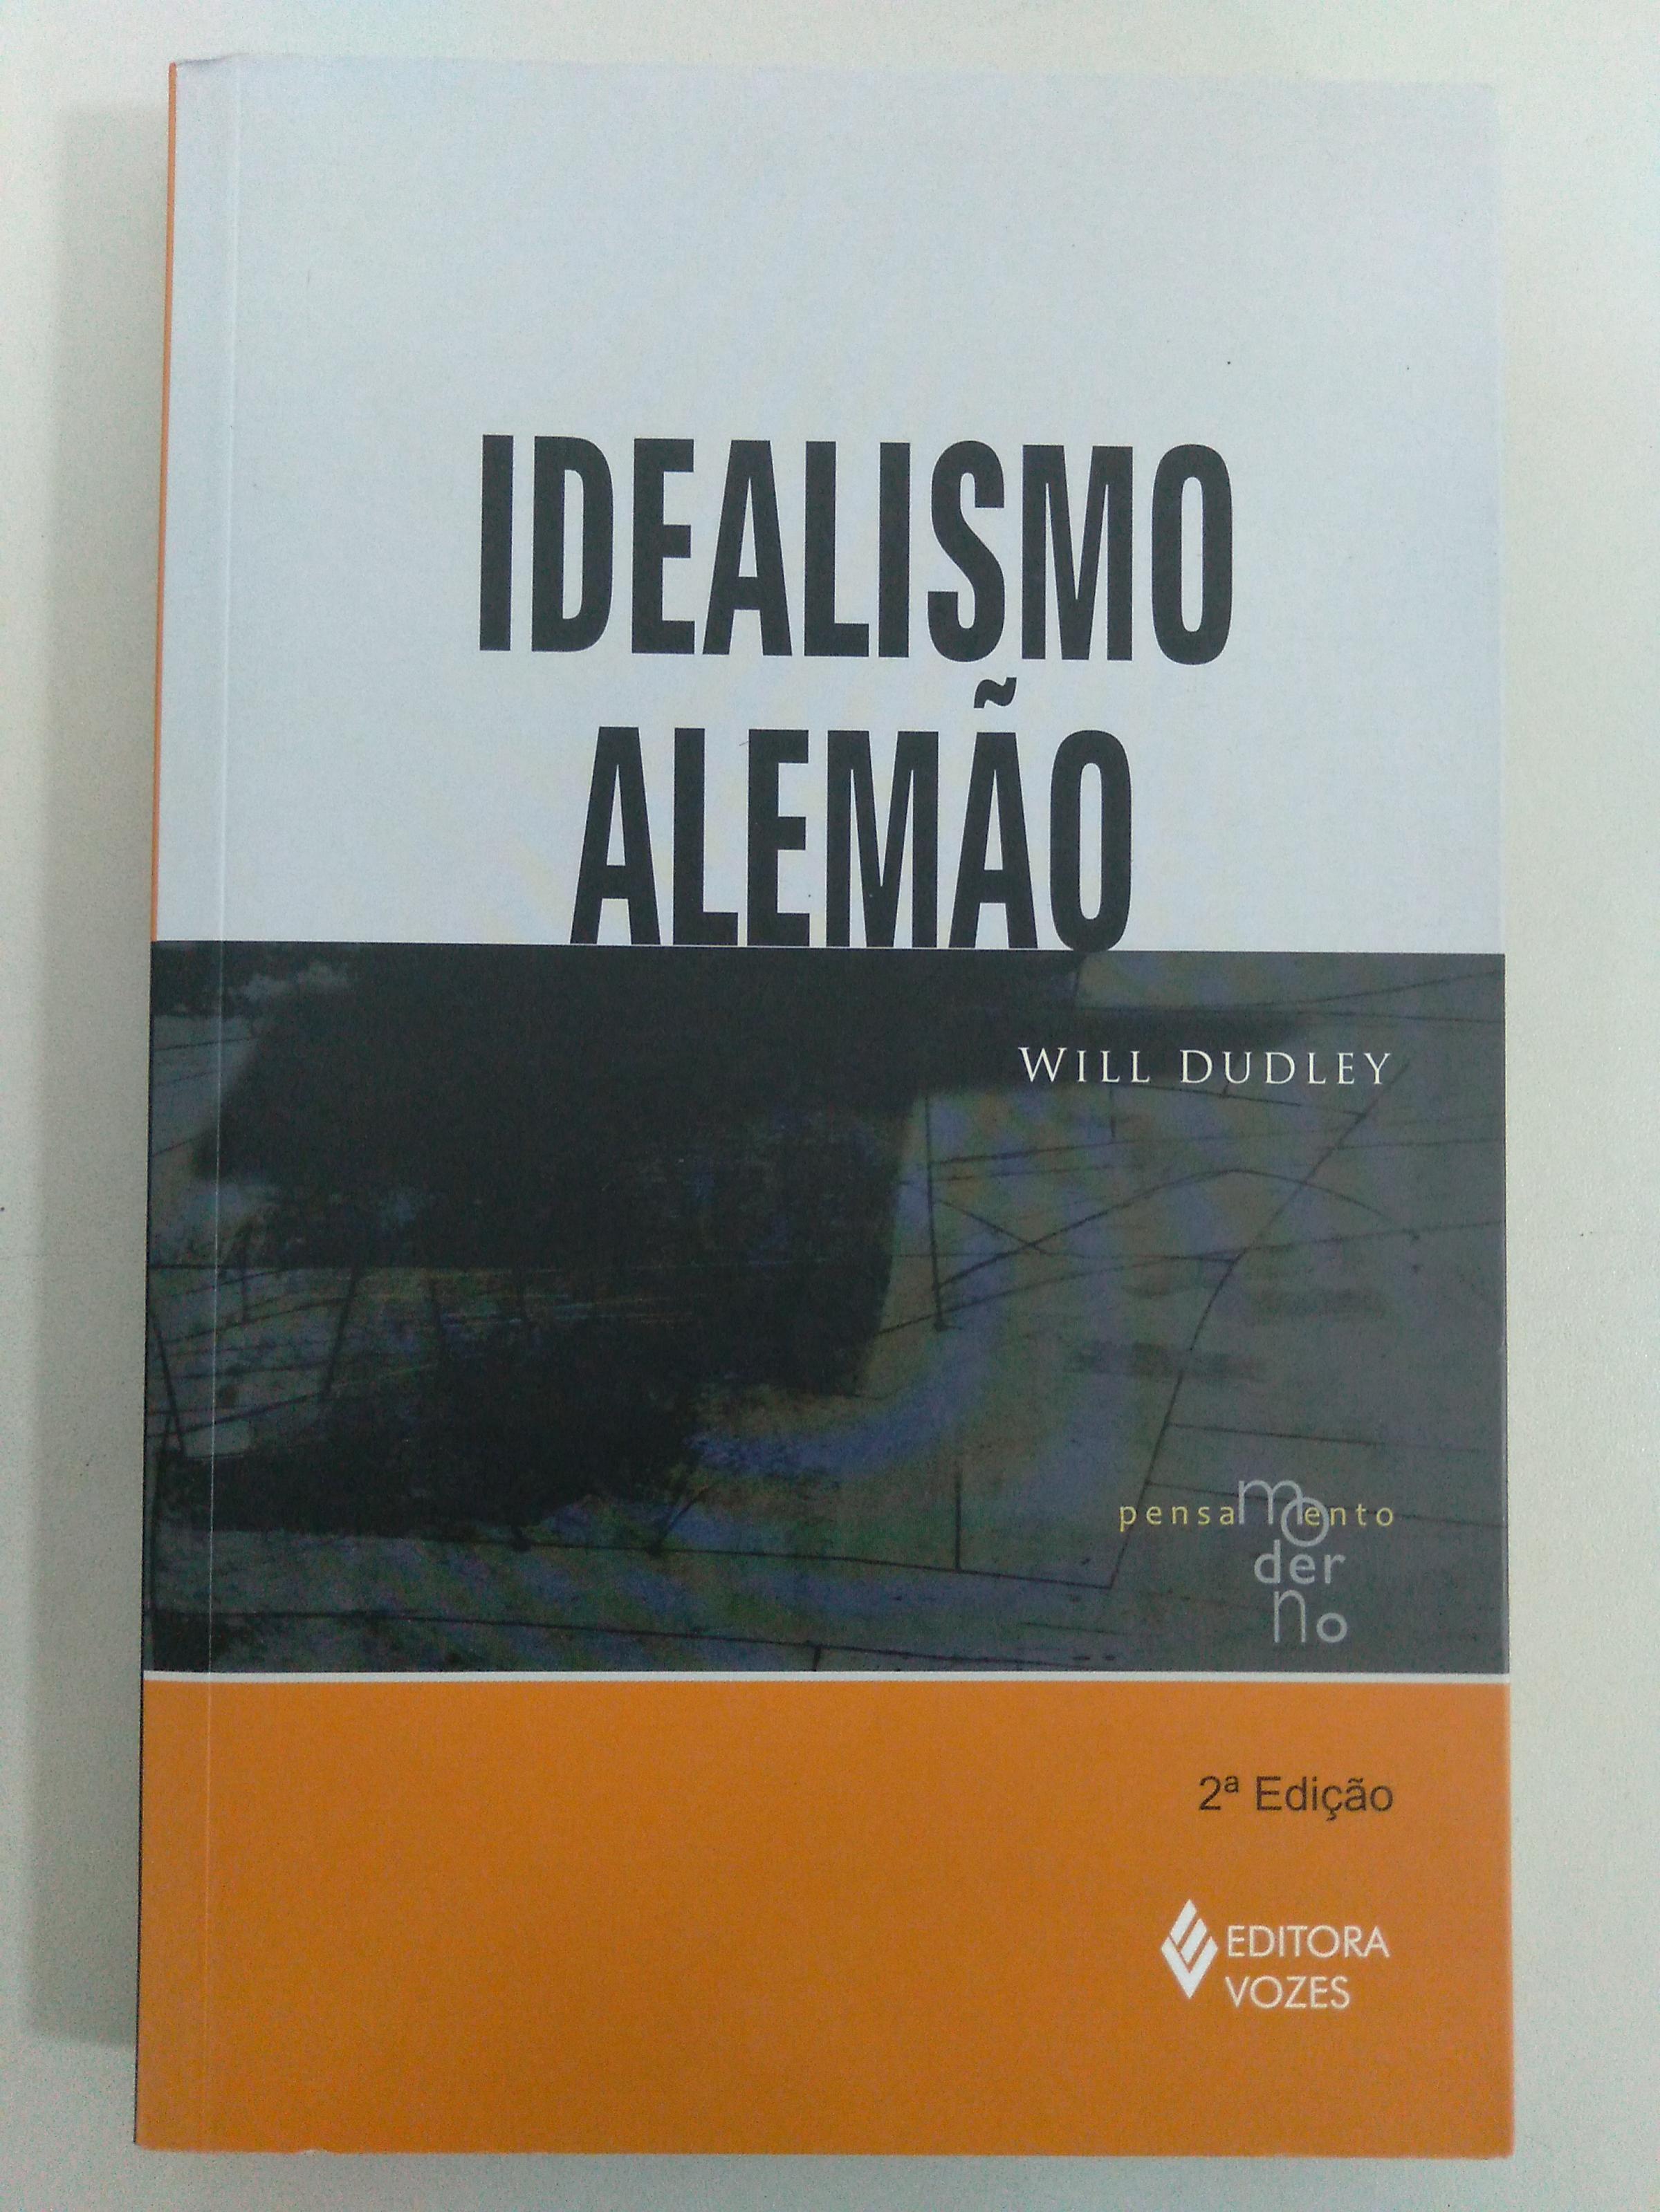 IDEALISMO
ALEMÃO
WILL DUDLEY
pensamento
moderno
2ª Edição
EDITORA
VOZES